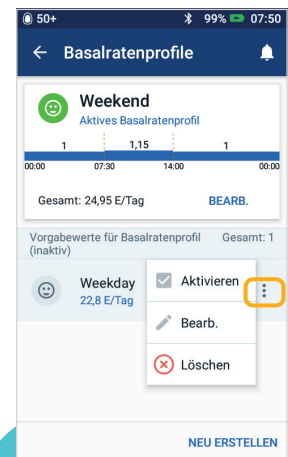 50+ 99% 07:50
Basalratenprofile
Weekend
Aktives Basalratenprofil
1 1,15 1
00:00 07:30 14:00 00:00
Gesamt: 24,95 E/Tag BEARB.
Vorgabewerte für Basalratenprofil Gesamt: 1
(inaktiv)
Weekday
22,8 E/Tag
Aktivieren
Bearb.
Löschen
NEU ERSTELLEN